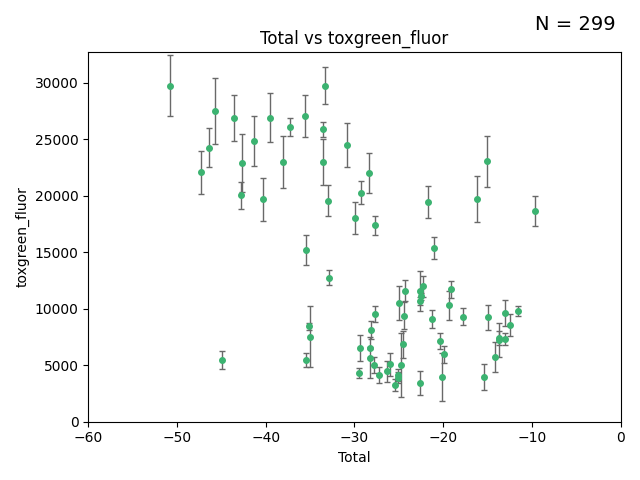 N = 299
Total vs toxgreen_fluor
toxgreen_fluor
30000
25000
20000
15000
10000
5000
0
−60 −50 −40 −30 −20 −10 0
Total